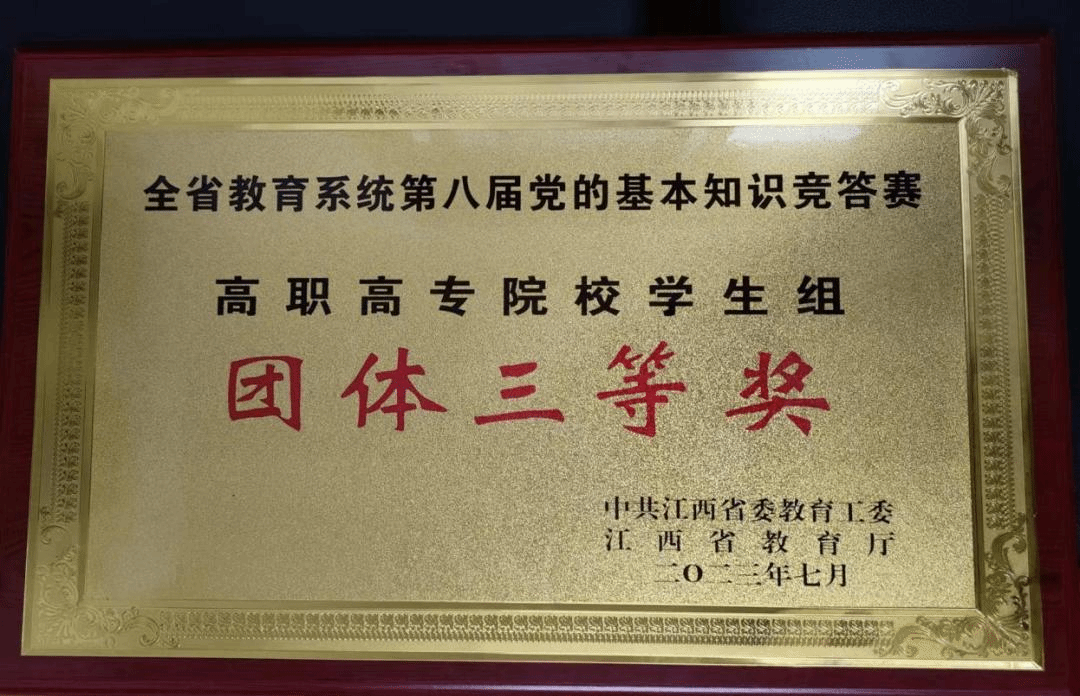 全省教育系统第八届党的基本知识竞答赛
高职高专院校学生组
团体三等奖
中共江西省委教育工委
江西省教育厅
二〇二三年七月